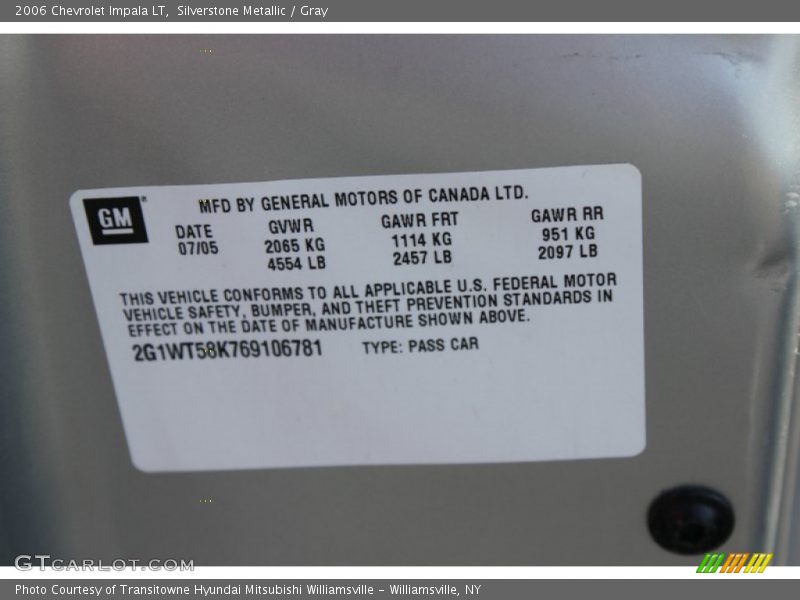 2006 Chevrolet Impala LT, Silverstone Metallic / Gray
GM
MFD BY GENERAL MOTORS OF CANADA LTD.
DATE GVWR GAWR FRT GAWR RR
07/05 2065 KG 1114 KG 951 KG
4554 LB 2457 LB 2097 LB
THIS VEHICLE CONFORMS TO ALL APPLICABLE U.S. FEDERAL MOTOR
VEHICLE SAFETY, BUMPER, AND THEFT PREVENTION STANDARDS IN
EFFECT ON THE DATE OF MANUFACTURE SHOWN ABOVE.
2G1WT58K769106781 TYPE: PASS CAR
GTCARLOT.COM
Photo Courtesy of Transitowne Hyundai Mitsubishi Williamsville - Williamsville, NY